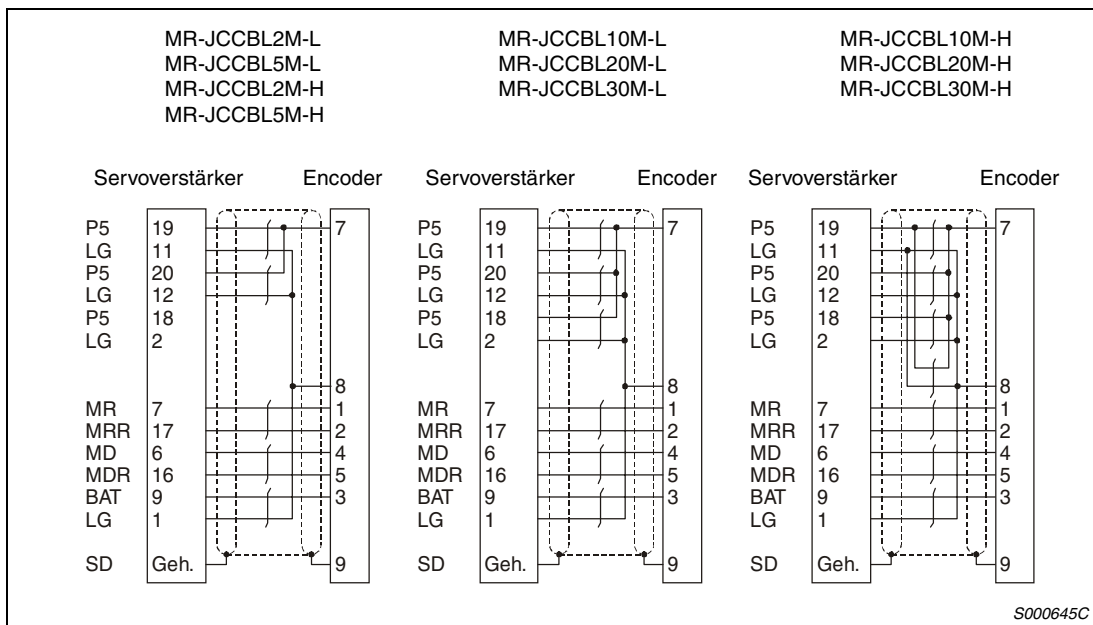 MR-JCCBL2M-L
MR-JCCBL5M-L
MR-JCCBL2M-H
MR-JCCBL5M-H
MR-JCCBL10M-L
MR-JCCBL20M-L
MR-JCCBL30M-L
MR-JCCBL10M-H
MR-JCCBL20M-H
MR-JCCBL30M-H
Servoverstärker Encoder
P5 19 7
LG 11
P5 20
LG 12
P5 18
LG 2
8
MR 7 1
MRR 17 2
MD 6 4
MDR 16 5
BAT 9 3
LG 1
SD Geh. 9
Servoverstärker Encoder
P5 19 7
LG 11
P5 20
LG 12
P5 18
LG 2
8
MR 7 1
MRR 17 2
MD 6 4
MDR 16 5
BAT 9 3
LG 1
SD Geh. 9
Servoverstärker Encoder
P5 19 7
LG 11
P5 20
LG 12
P5 18
LG 2
8
MR 7 1
MRR 17 2
MD 6 4
MDR 16 5
BAT 9 3
LG 1
SD Geh. 9
S000645C